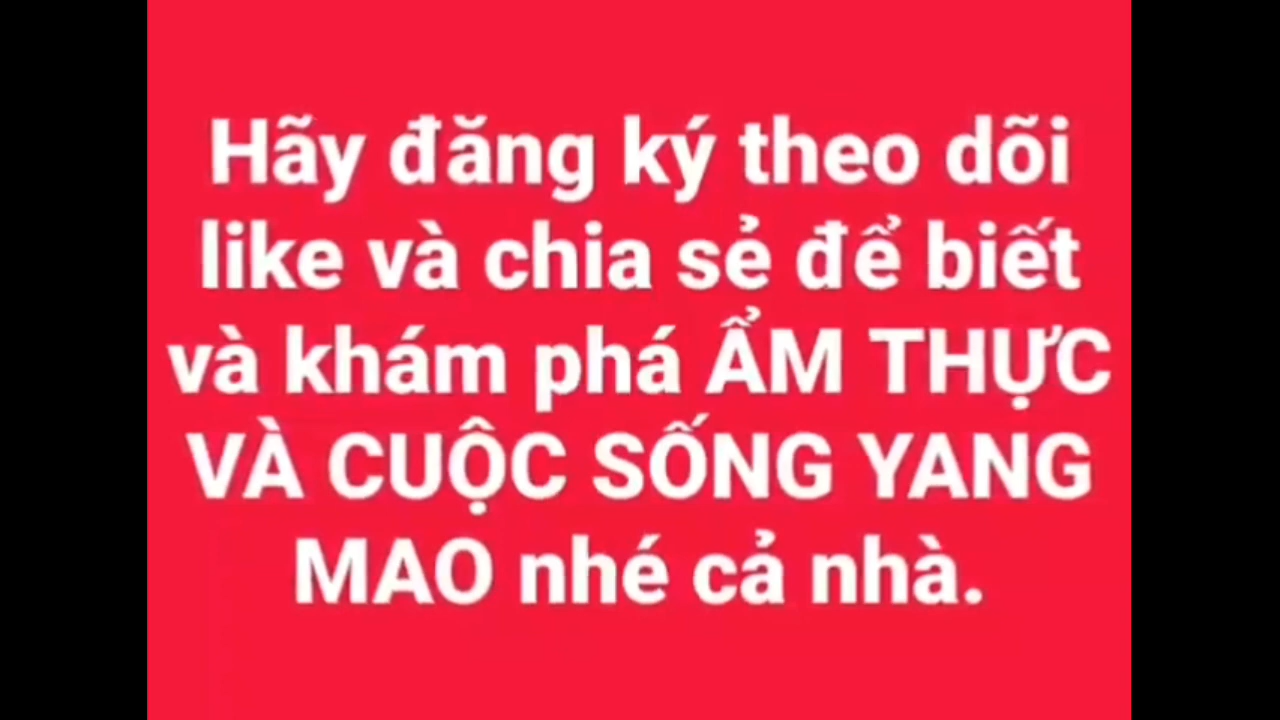 Hãy đăng ký theo dõi
like và chia sẻ để biết
và khám phá ẨM THỰC
VÀ CUỘC SỐNG YANG
MAO nhé cả nhà.